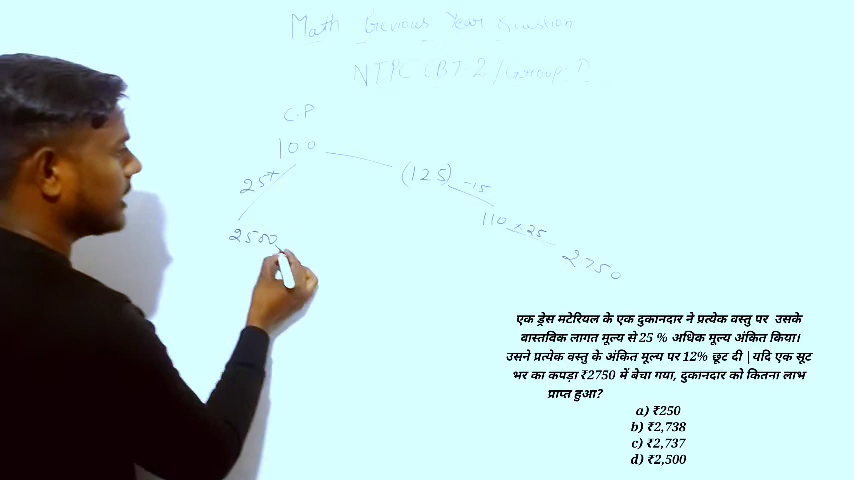 Math Previous Year Question
NTPC CBT-2 / Group D
C.P
100
(125)
-15
25×
110 × 25
2500
2750
एक ड्रेस मटेरियल के एक दुकानदार ने प्रत्येक वस्तु पर उसके
वास्तविक लागत मूल्य से 25 % अधिक मूल्य अंकित किया।
उसने प्रत्येक वस्तु के अंकित मूल्य पर 12% छूट दी |यदि एक सूट
भर का कपड़ा ₹2750 में बेचा गया, दुकानदार को कितना लाभ
प्राप्त हुआ?
a) ₹250
b) ₹2,738
c) ₹2,737
d) ₹2,500